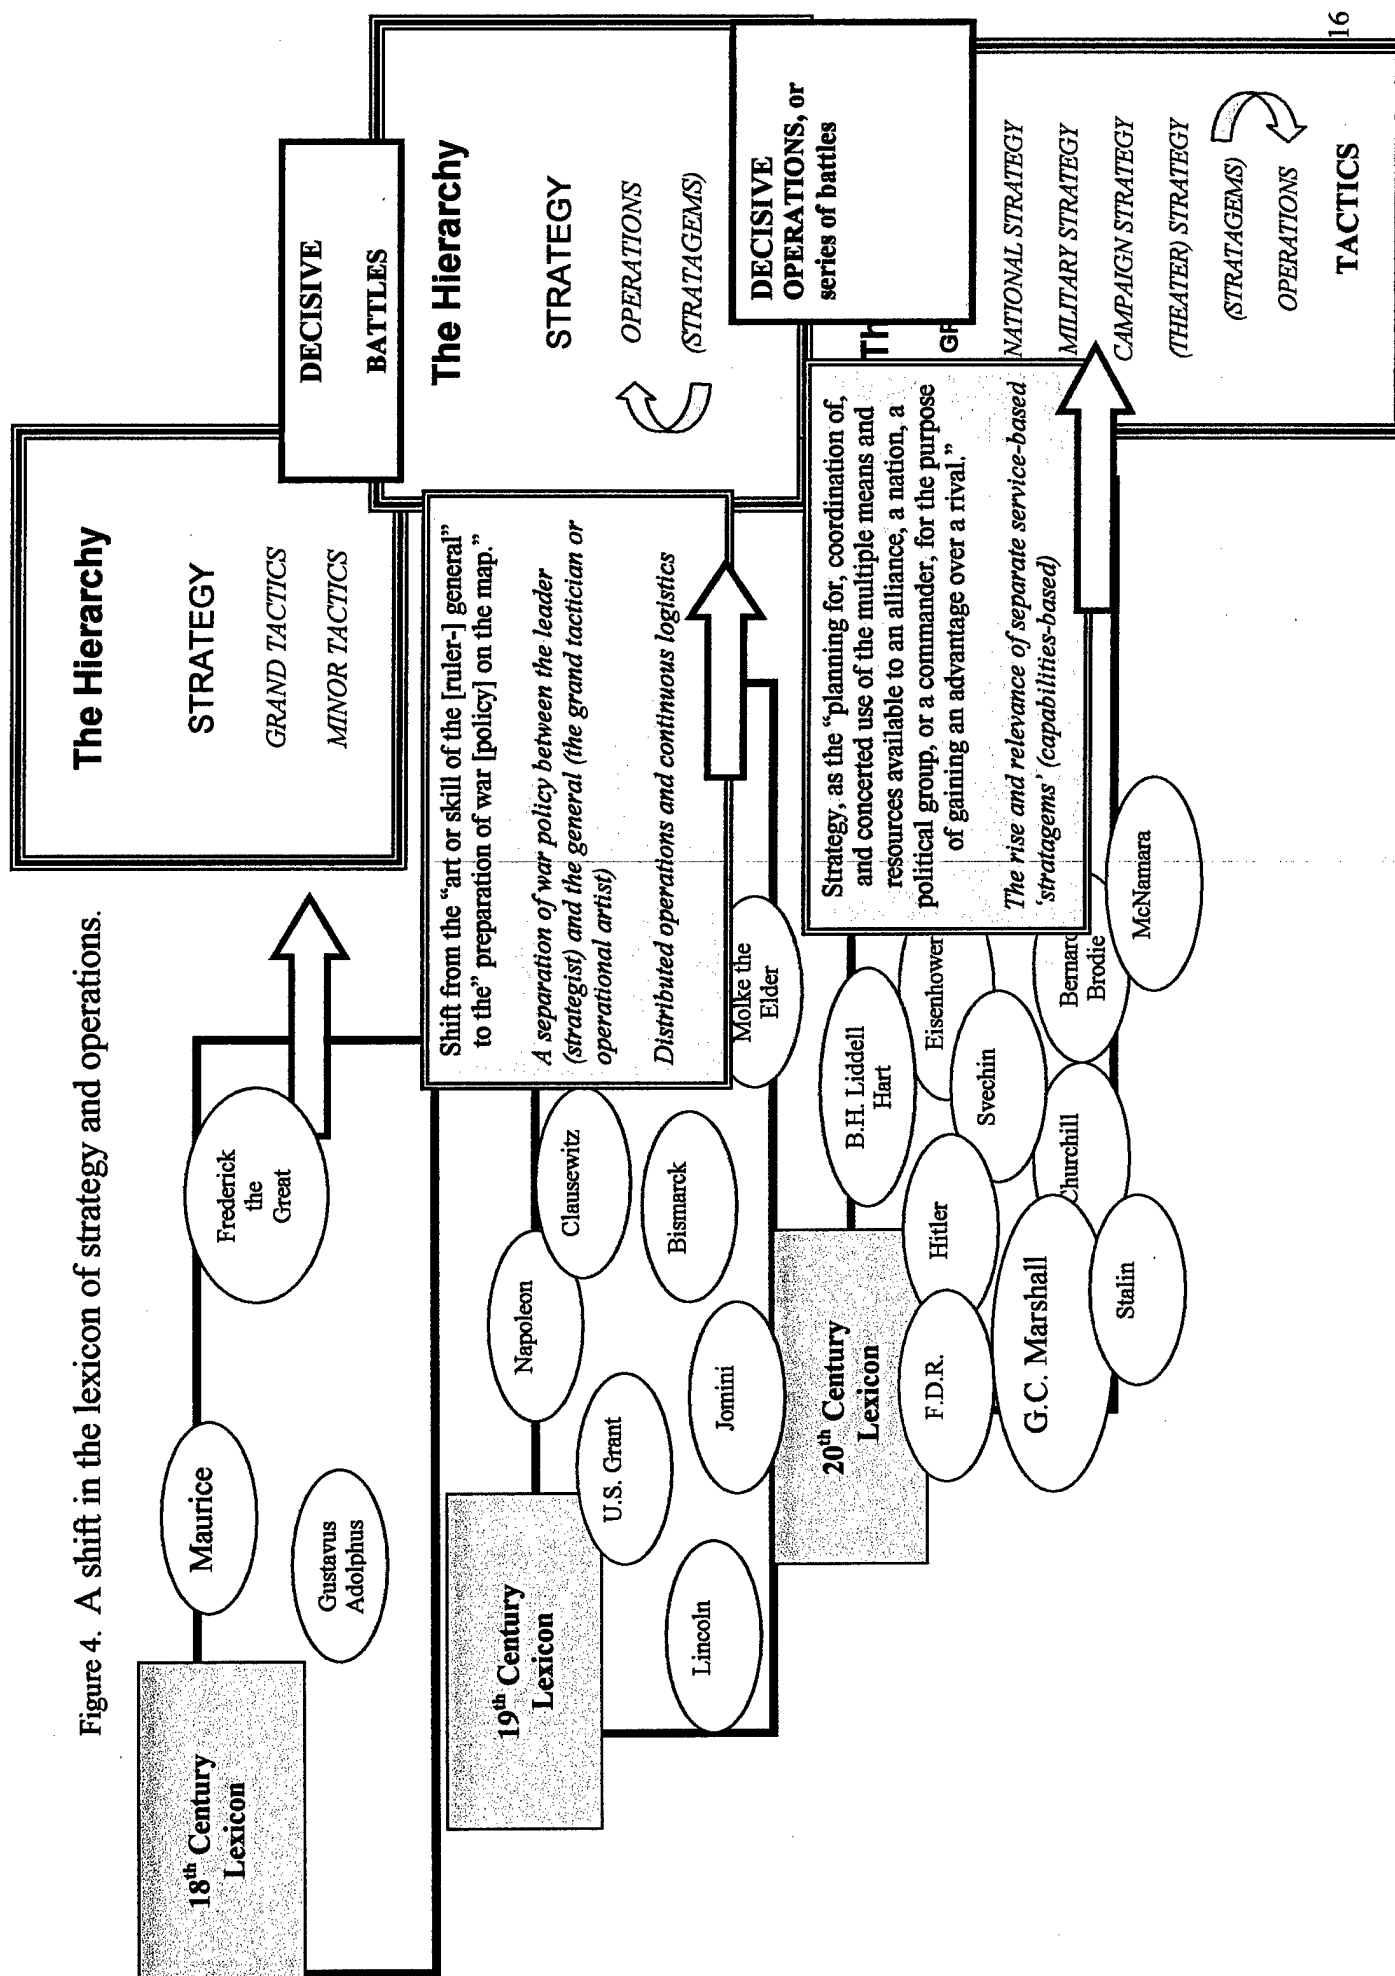 Figure 4. A shift in the lexicon of strategy and operations.
18th Century
Lexicon
Maurice
Gustavus
Adolphus
Frederick
the
Great
The Hierarchy
STRATEGY
GRAND TACTICS
MINOR TACTICS
DECISIVE
BATTLES
19th Century
Lexicon
Lincoln
U.S. Grant
Jomini
Napoleon
Clausewitz
Bismarck
Molke the
Elder
Shift from the “art or skill of the [ruler-] general”
to the” preparation of war [policy] on the map.”
A separation of war policy between the leader
(strategist) and the general (the grand tactician or
operational artist)
Distributed operations and continuous logistics
The Hierarchy
STRATEGY
OPERATIONS
(STRATAGEMS)
DECISIVE
OPERATIONS, or
series of battles
20th Century
Lexicon
F.D.R.
G.C. Marshall
Stalin
Hitler
Churchill
B.H. Liddell
Hart
Svechin
Eisenhower
Bernard
Brodie
McNamara
Strategy, as the “planning for, coordination of,
and concerted use of the multiple means and
resources available to an alliance, a nation, a
political group, or a commander, for the purpose
of gaining an advantage over a rival.”
The rise and relevance of separate service-based
‘stratagems’ (capabilities-based)
Th
GR
NATIONAL STRATEGY
MILITARY STRATEGY
CAMPAIGN STRATEGY
(THEATER) STRATEGY
(STRATAGEMS)
OPERATIONS
TACTICS
16